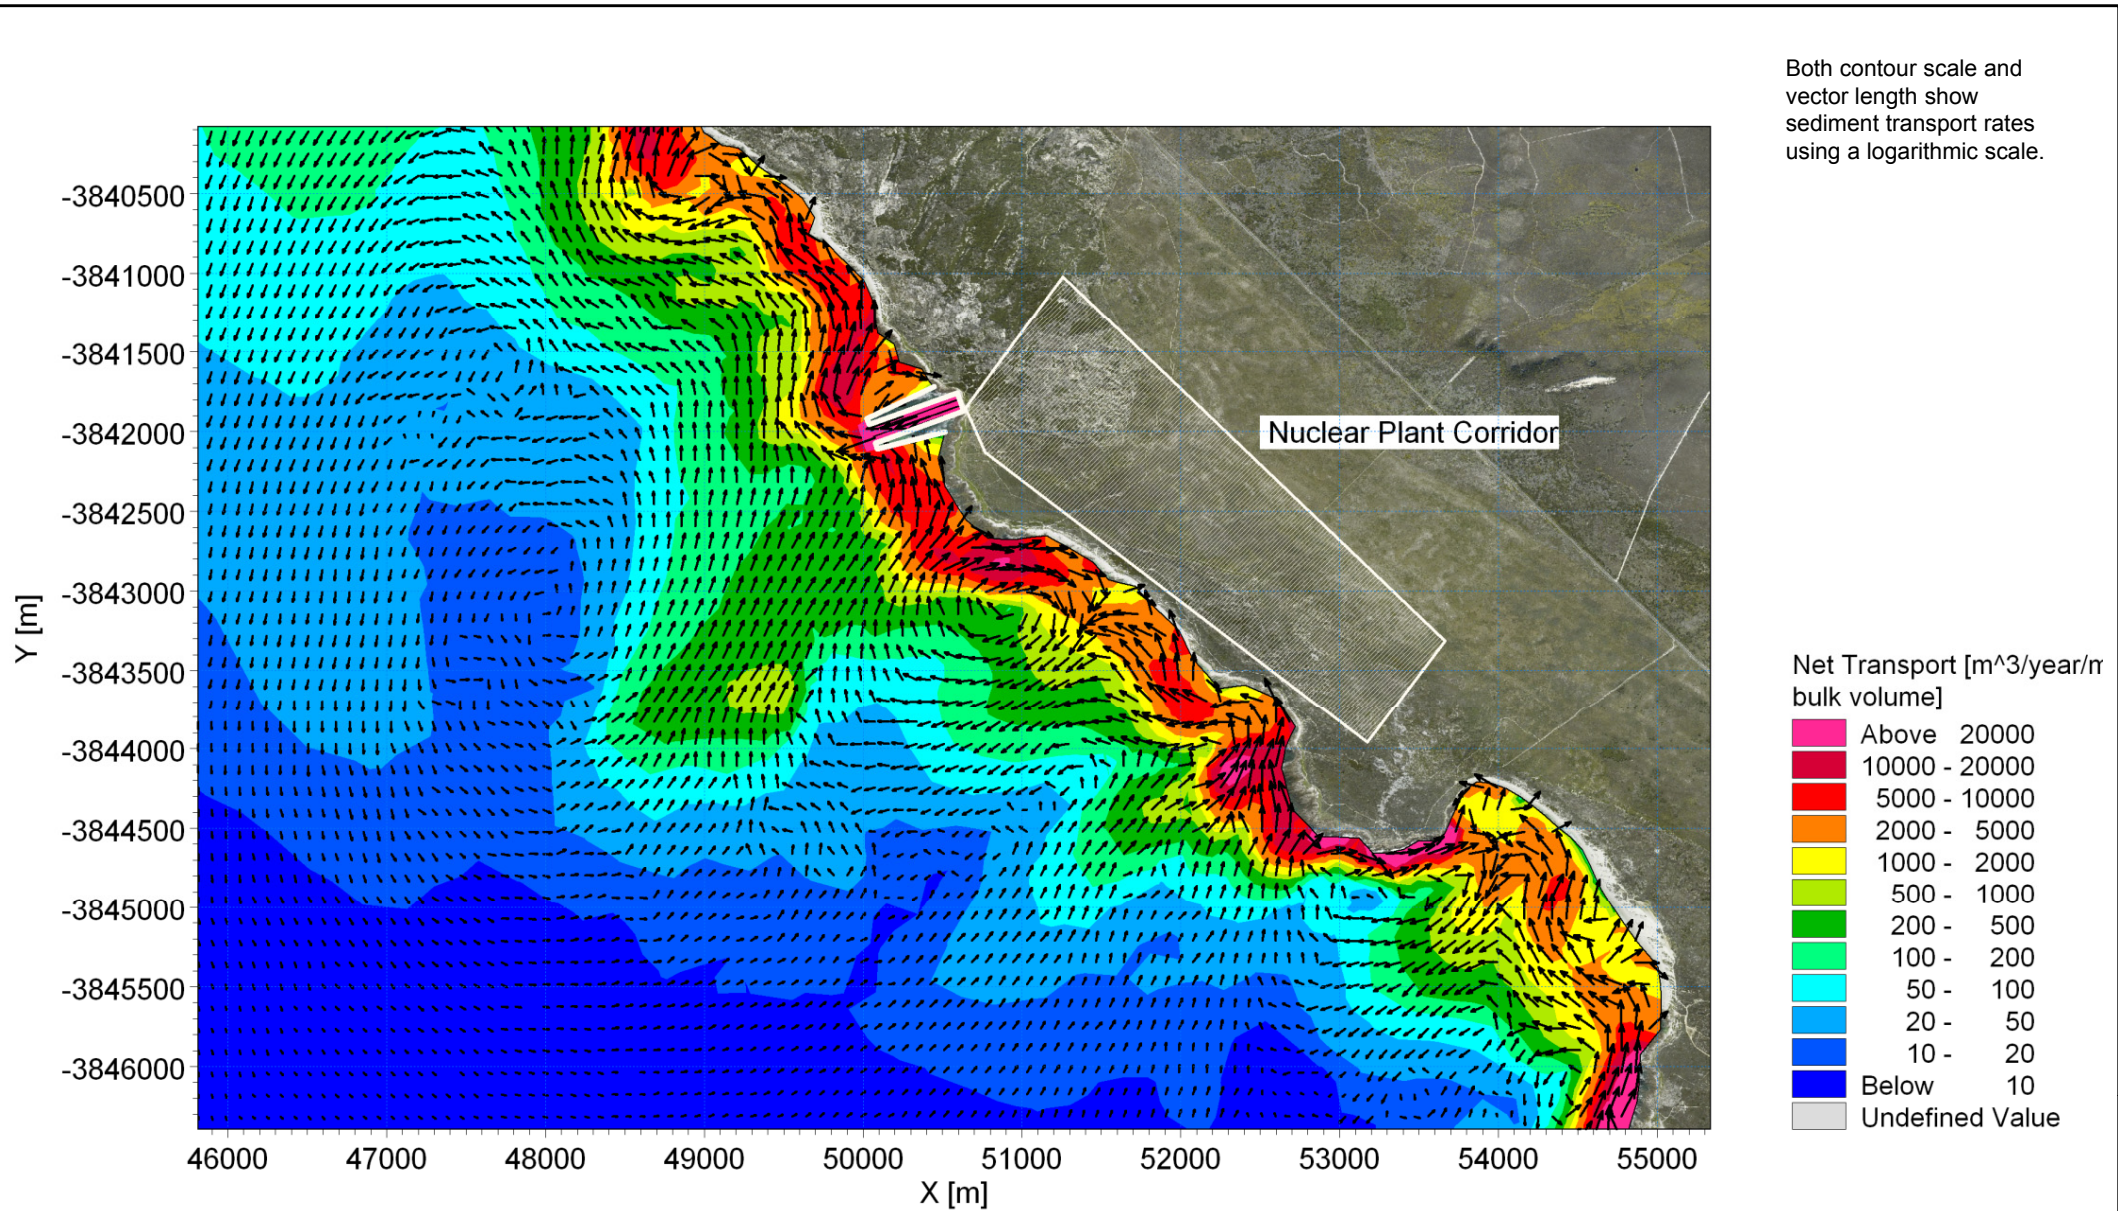 Both contour scale and
vector length show
sediment transport rates
using a logarithmic scale.
-3840500
-3841000
-3841500
-3842000
-3842500
-3843000
-3843500
-3844000
-3844500
-3845000
-3845500
-3846000
Y [m]
Nuclear Plant Corridor
46000 47000 48000 49000 50000 51000 52000 53000 54000 55000
X [m]
Net Transport [m^3/year/m
bulk volume]
Above 20000
10000 - 20000
5000 - 10000
2000 - 5000
1000 - 2000
500 - 1000
200 - 500
100 - 200
50 - 100
20 - 50
10 - 20
Below 10
Undefined Value